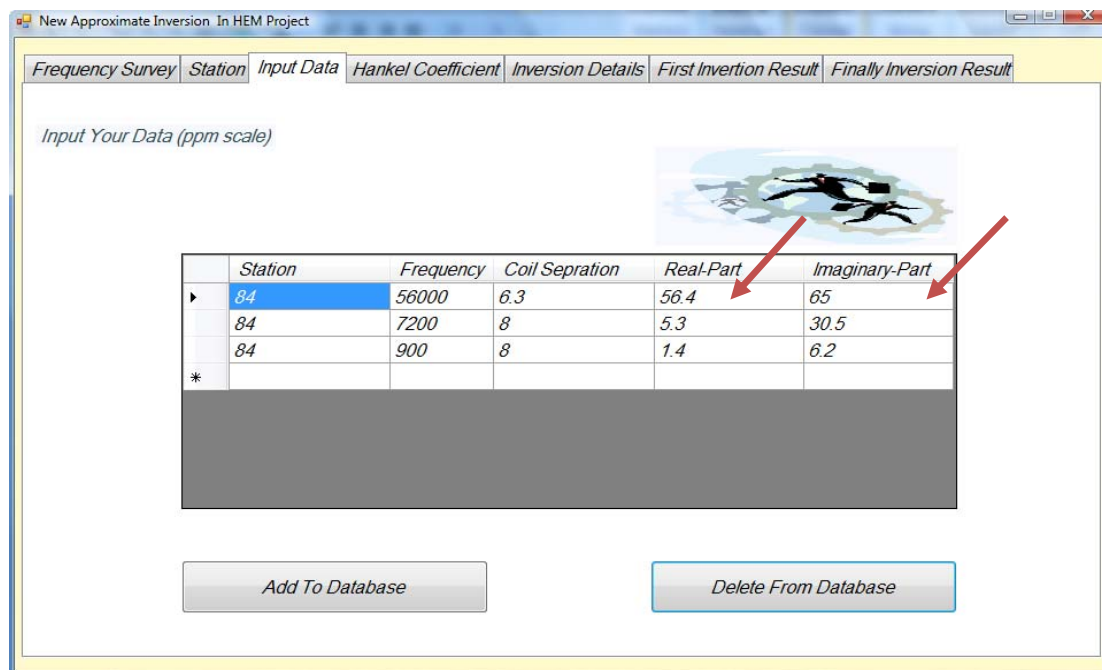 New Approximate Inversion In HEM Project
Frequency Survey Station Input Data Hankel Coefficient Inversion Details First Invertion Result Finally Inversion Result
Input Your Data (ppm scale)
Station Frequency Coil Sepration Real-Part Imaginary-Part
84 56000 6.3 56.4 65
84 7200 8 5.3 30.5
84 900 8 1.4 6.2
Add To Database Delete From Database